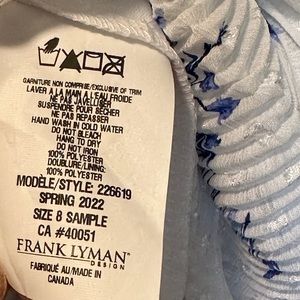 GARNITURE NON COMPRISE/EXCLUSIVE OF TRIM
LAVER A LA MAIN A L'EAU FROIDE
NE PAS JAVELLISER
SUSPENDRE POUR SECHER
NE PAS REPASSER
HAND WASH IN COLD WATER
DO NOT BLEACH
HANG TO DRY
DO NOT IRON
100% POLYESTER
DOUBLURE/LINING:
100% POLYESTER
MODÈLE/STYLE: 226619
SPRING 2022
SIZE 8 SAMPLE
CA #40051
FRANK LYMAN
DESIGN
FABRIQUÉ AU/MADE IN
CANADA